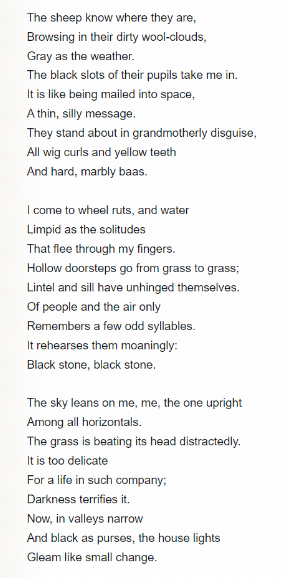 The sheep know where they are,
Browsing in their dirty wool-clouds,
Gray as the weather.
The black slots of their pupils take me in.
It is like being mailed into space,
A thin, silly message.
They stand about in grandmotherly disguise,
All wig curls and yellow teeth
And hard, marbly baas.

I come to wheel ruts, and water
Limpid as the solitudes
That flee through my fingers.
Hollow doorsteps go from grass to grass;
Lintel and sill have unhinged themselves.
Of people and the air only
Remembers a few odd syllables.
It rehearses them moaningly:
Black stone, black stone.

The sky leans on me, me, the one upright
Among all horizontals.
The grass is beating its head distractedly.
It is too delicate
For a life in such company;
Darkness terrifies it.
Now, in valleys narrow
And black as purses, the house lights
Gleam like small change.